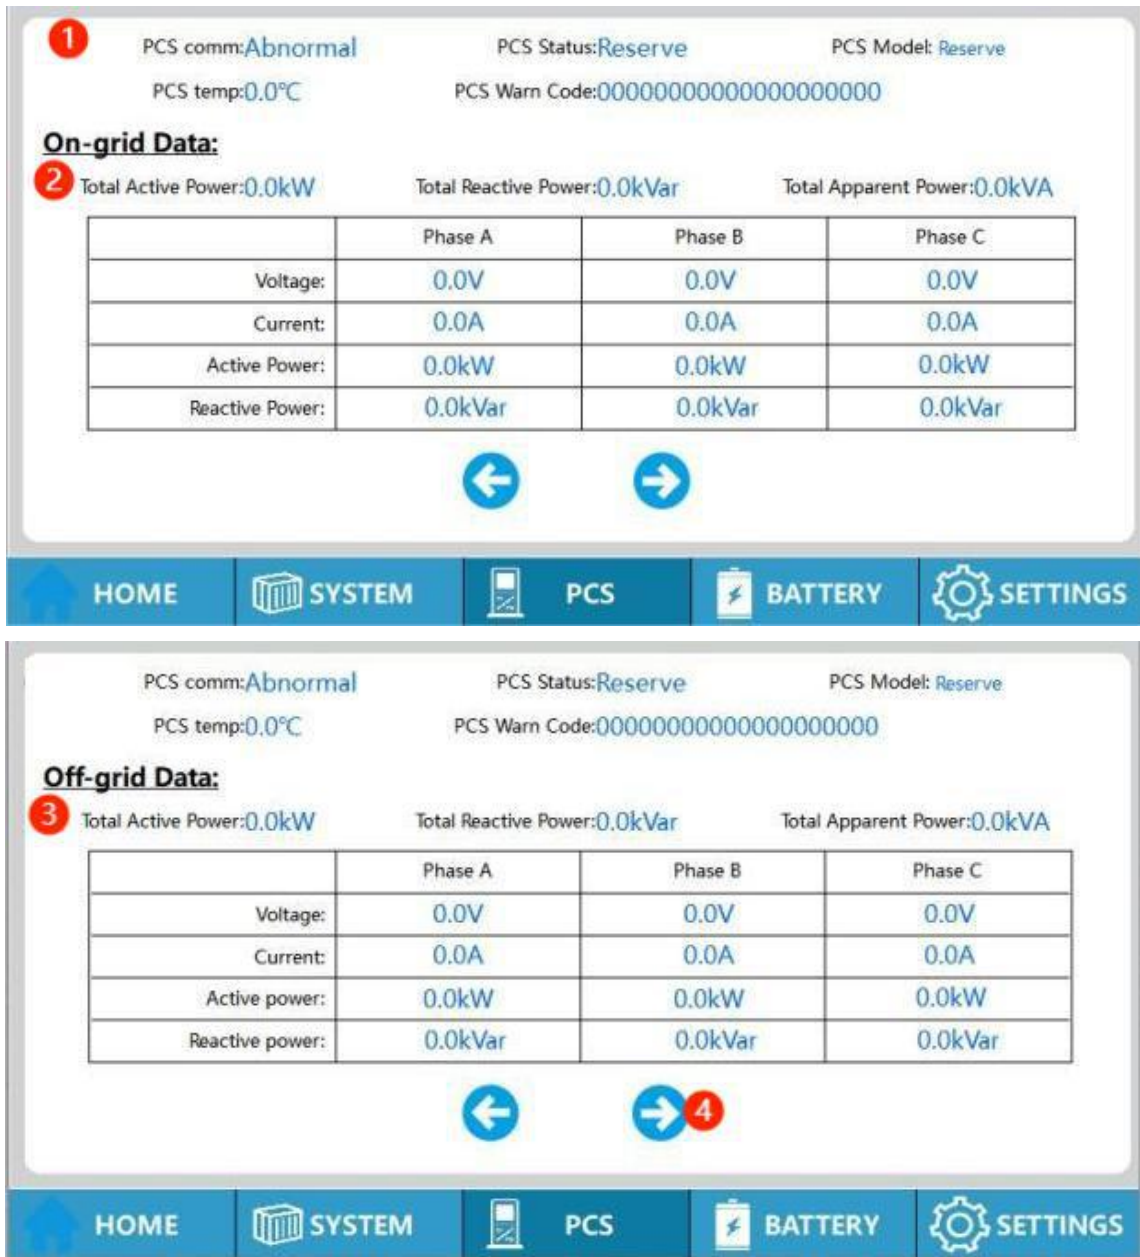 1 PCS comm:Abnormal PCS Status:Reserve PCS Model: Reserve
PCS temp:0.0°C PCS Warn Code:00000000000000000000
On-grid Data:
2 Total Active Power:0.0kW Total Reactive Power:0.0kVar Total Apparent Power:0.0kVA
Phase A Phase B Phase C
Voltage: 0.0V 0.0V 0.0V
Current: 0.0A 0.0A 0.0A
Active Power: 0.0kW 0.0kW 0.0kW
Reactive Power: 0.0kVar 0.0kVar 0.0kVar
HOME SYSTEM PCS BATTERY SETTINGS
PCS comm:Abnormal PCS Status:Reserve PCS Model: Reserve
PCS temp:0.0°C PCS Warn Code:00000000000000000000
Off-grid Data:
3 Total Active Power:0.0kW Total Reactive Power:0.0kVar Total Apparent Power:0.0kVA
Phase A Phase B Phase C
Voltage: 0.0V 0.0V 0.0V
Current: 0.0A 0.0A 0.0A
Active power: 0.0kW 0.0kW 0.0kW
Reactive power: 0.0kVar 0.0kVar 0.0kVar
4
HOME SYSTEM PCS BATTERY SETTINGS